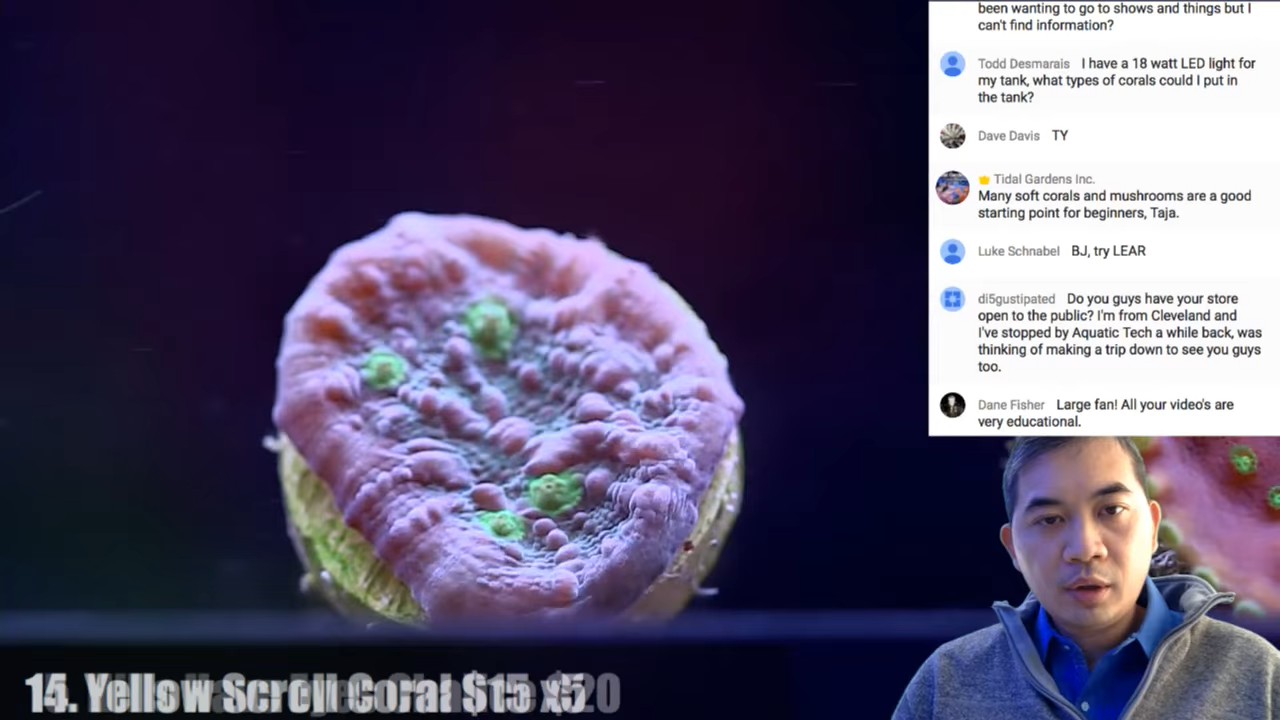 been wanting to go to shows and things but I
can't find information?
Todd Desmarais I have a 18 watt LED light for
my tank, what types of corals could I put in
the tank?
Dave Davis TY
Tidal Gardens Inc.
Many soft corals and mushrooms are a good
starting point for beginners, Taja.
Luke Schnabel BJ, try LEAR
di5gustipated Do you guys have your store
open to the public? I'm from Cleveland and
I've stopped by Aquatic Tech a while back, was
thinking of making a trip down to see you guys
too.
Dane Fisher Large fan! All your video's are
very educational.
14. Yellow Scroll Coral $15 x5
$20